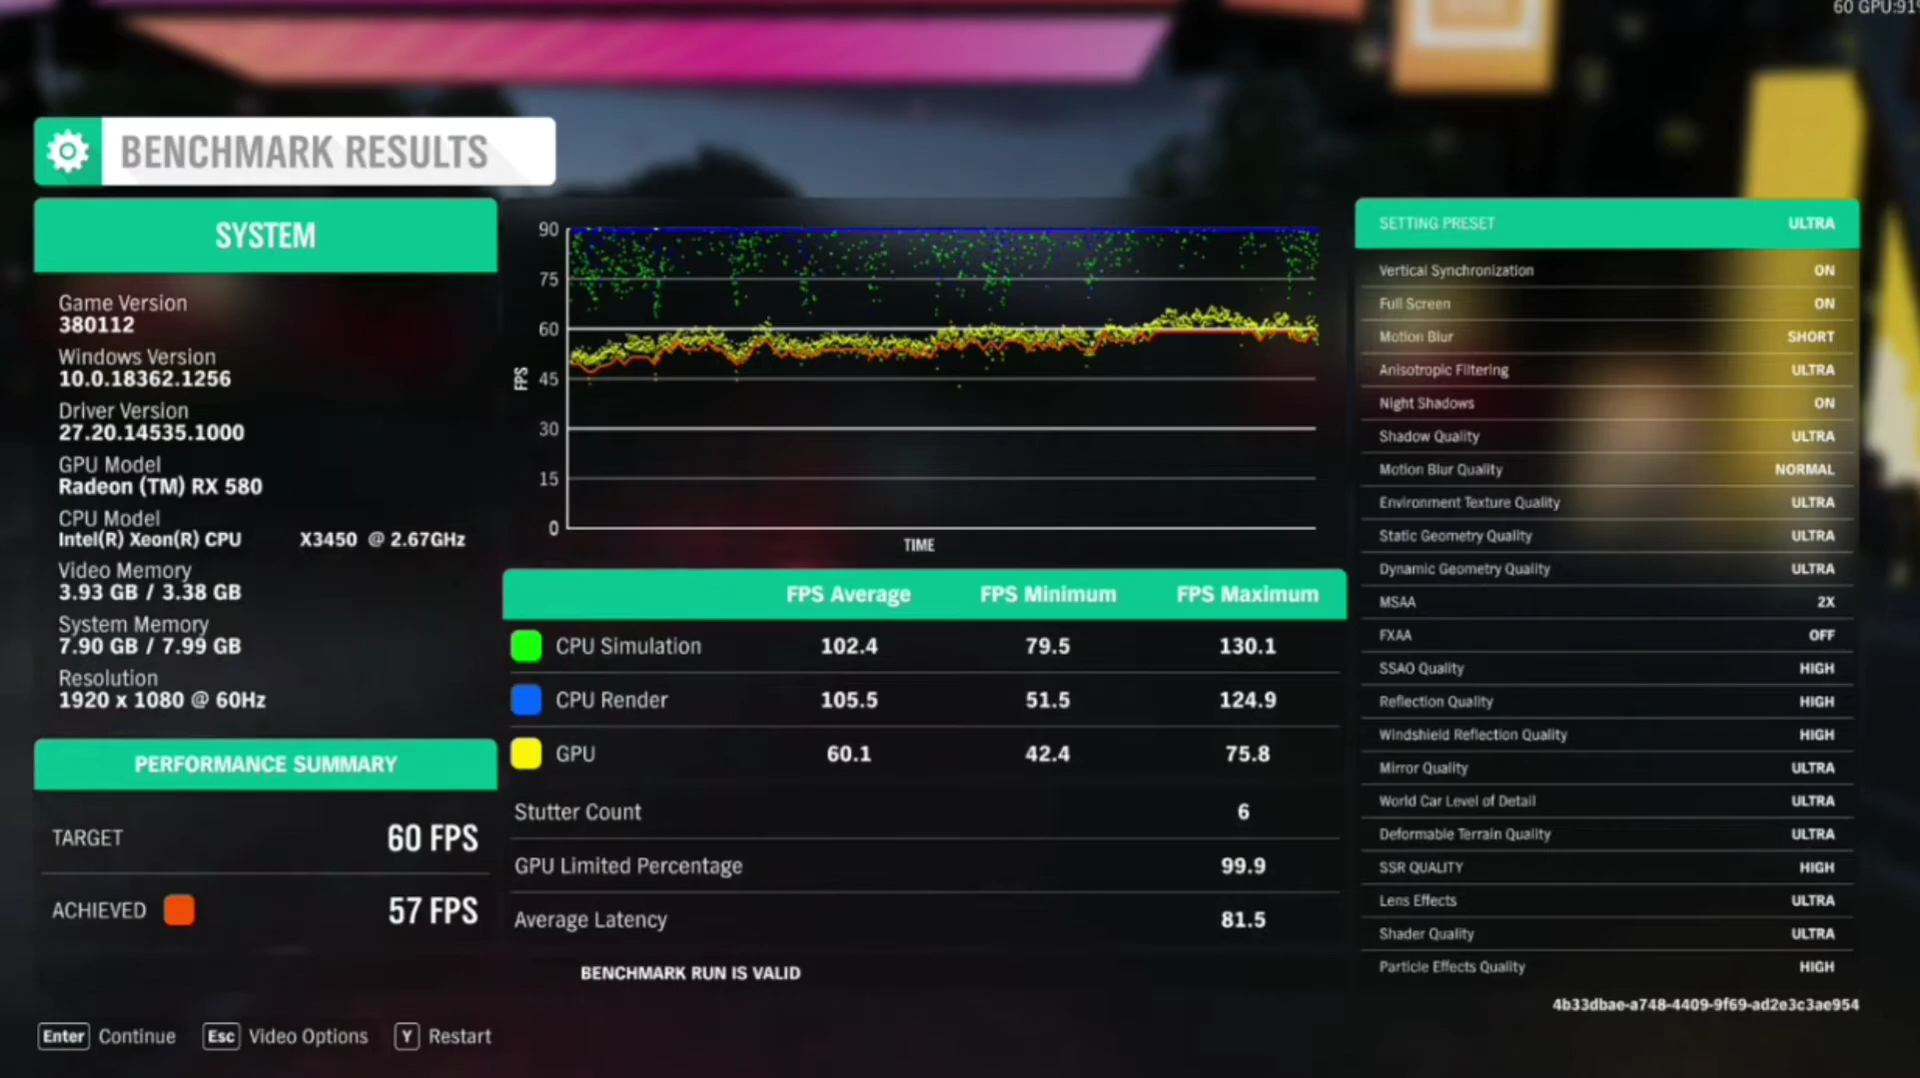 60 GPU:91
BENCHMARK RESULTS
SYSTEM
Game Version
380112
Windows Version
10.0.18362.1256
Driver Version
27.20.14535.1000
GPU Model
Radeon (TM) RX 580
CPU Model
Intel(R) Xeon(R) CPU X3450 @ 2.67GHz
Video Memory
3.93 GB / 3.38 GB
System Memory
7.90 GB / 7.99 GB
Resolution
1920 x 1080 @ 60Hz
PERFORMANCE SUMMARY
TARGET 60 FPS
ACHIEVED 57 FPS
90
75
60
45
30
15
0
FPS
TIME
FPS Average FPS Minimum FPS Maximum
CPU Simulation 102.4 79.5 130.1
CPU Render 105.5 51.5 124.9
GPU 60.1 42.4 75.8
Stutter Count 6
GPU Limited Percentage 99.9
Average Latency 81.5
BENCHMARK RUN IS VALID
SETTING PRESET ULTRA
Vertical Synchronization ON
Full Screen ON
Motion Blur SHORT
Anisotropic Filtering ULTRA
Night Shadows ON
Shadow Quality ULTRA
Motion Blur Quality NORMAL
Environment Texture Quality ULTRA
Static Geometry Quality ULTRA
Dynamic Geometry Quality ULTRA
MSAA 2X
FXAA OFF
SSAO Quality HIGH
Reflection Quality HIGH
Windshield Reflection Quality HIGH
Mirror Quality ULTRA
World Car Level of Detail ULTRA
Deformable Terrain Quality ULTRA
SSR QUALITY HIGH
Lens Effects ULTRA
Shader Quality ULTRA
Particle Effects Quality HIGH
4b33dbae-a748-4409-9f69-ad2e3c3ae954
Enter Continue Esc Video Options Y Restart